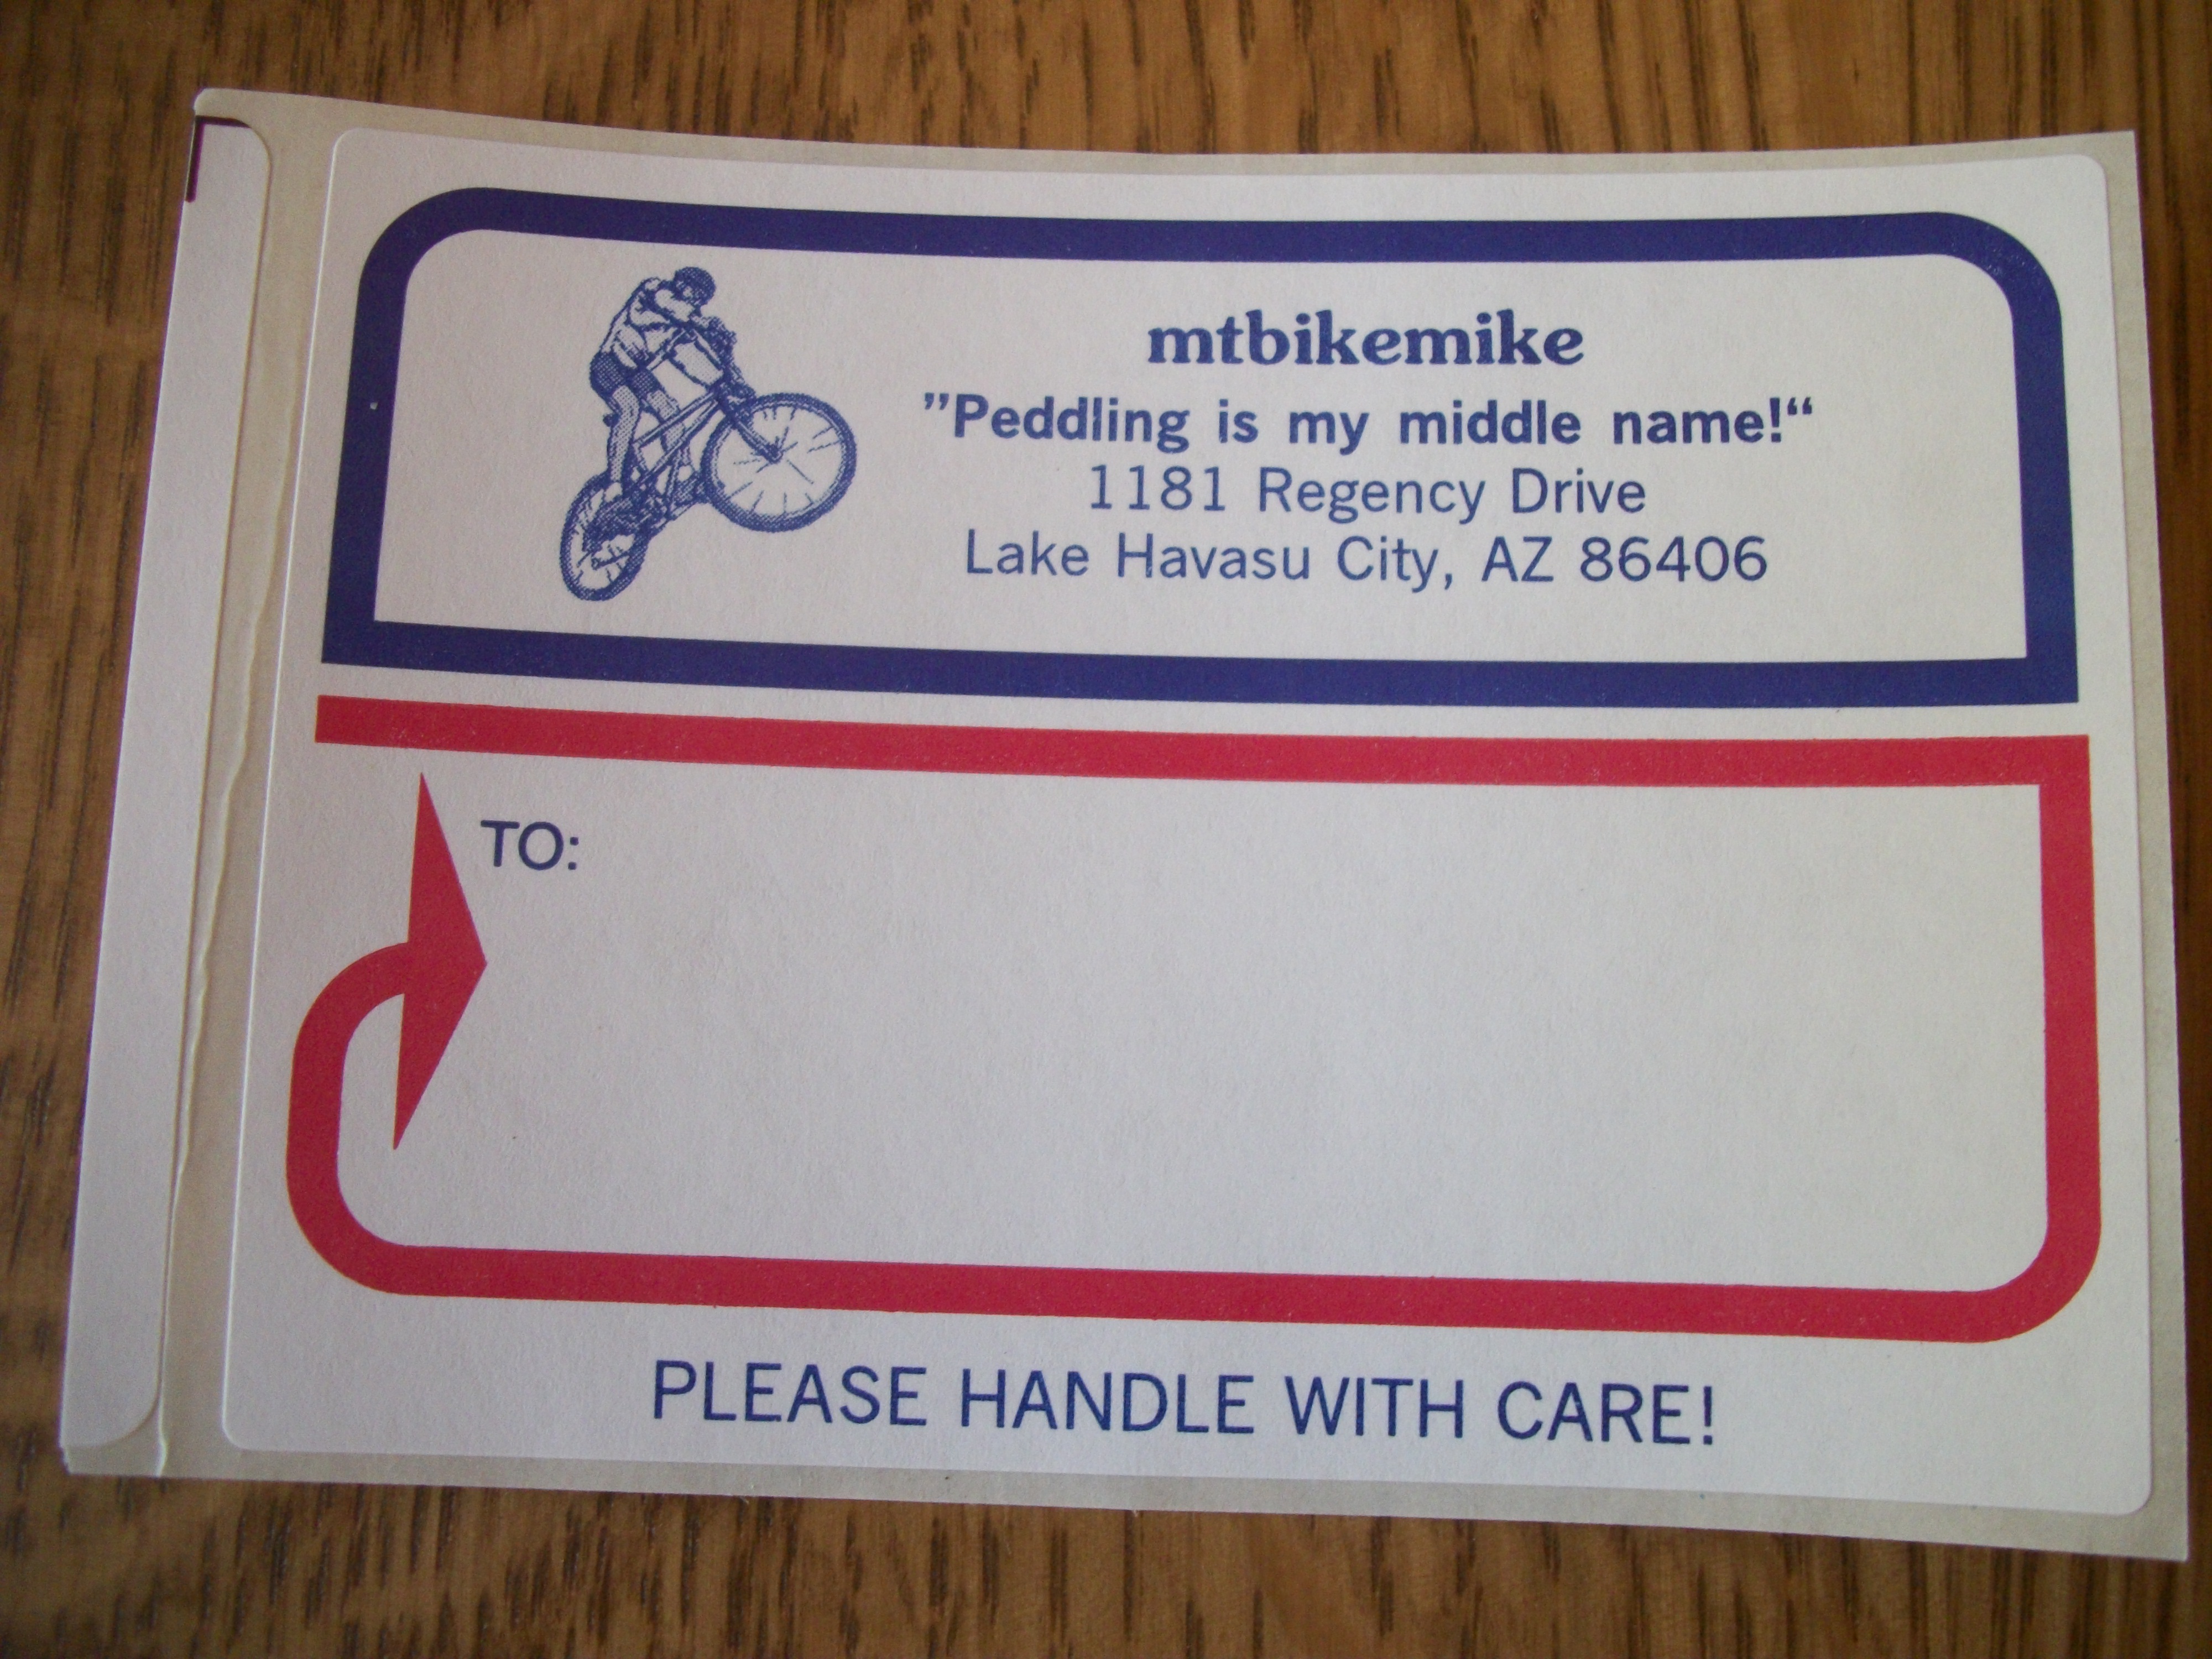 mtbikemike
”Peddling is my middle name!“
1181 Regency Drive
Lake Havasu City, AZ 86406
TO:
PLEASE HANDLE WITH CARE!